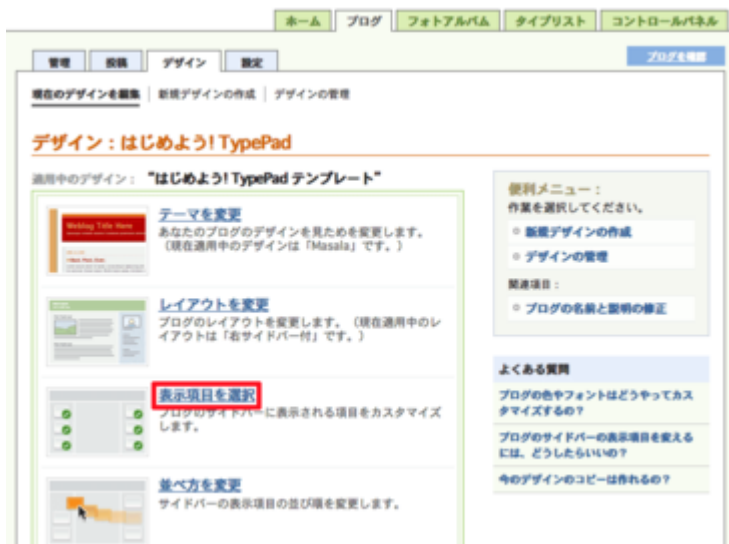 ホーム ブログ フォトアルバム タイプリスト コントロールパネル
管理 投稿 デザイン 設定 ブログを確認
現在のデザインを編集 新規デザインの作成 デザインの管理
デザイン：はじめよう! TypePad
適用中のデザイン： "はじめよう! TypePad テンプレート"
テーマを変更
あなたのブログのデザインを見ためを変更します。
（現在適用中のデザインは「Masala」です。）
Weblog Title Here
レイアウトを変更
ブログのレイアウトを変更します。（現在適用中のレ
イアウトは「右サイドバー付」です。）
表示項目を選択
ブログのサイドバーに表示される項目をカスタマイズ
します。
並べ方を変更
サイドバーの表示項目の並び順を変更します。
便利メニュー：
作業を選択してください。
新規デザインの作成
デザインの管理
関連項目：
ブログの名前と説明の修正
よくある質問
ブログの色やフォントはどうやってカス
タマイズするの？
ブログのサイドバーの表示項目を変える
には、どうしたらいいの？
今のデザインのコピーは作れるの？